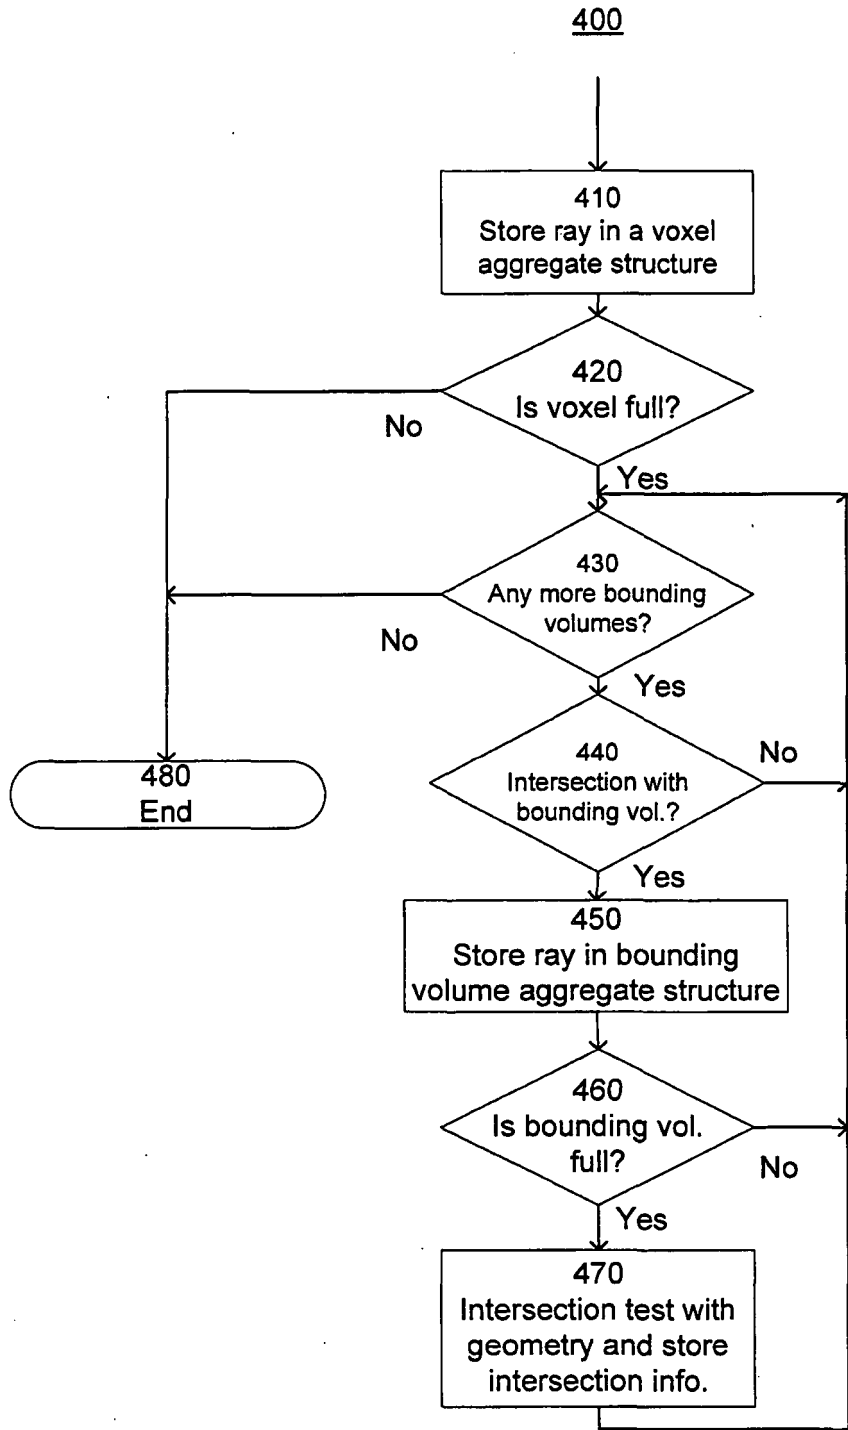 400
410
Store ray in a voxel
aggregate structure
420
Is voxel full?
No
Yes
430
Any more bounding
volumes?
No
Yes
440
Intersection with
bounding vol.?
No
480
End
Yes
450
Store ray in bounding
volume aggregate structure
460
Is bounding vol.
full?
No
Yes
470
Intersection test with
geometry and store
intersection info.